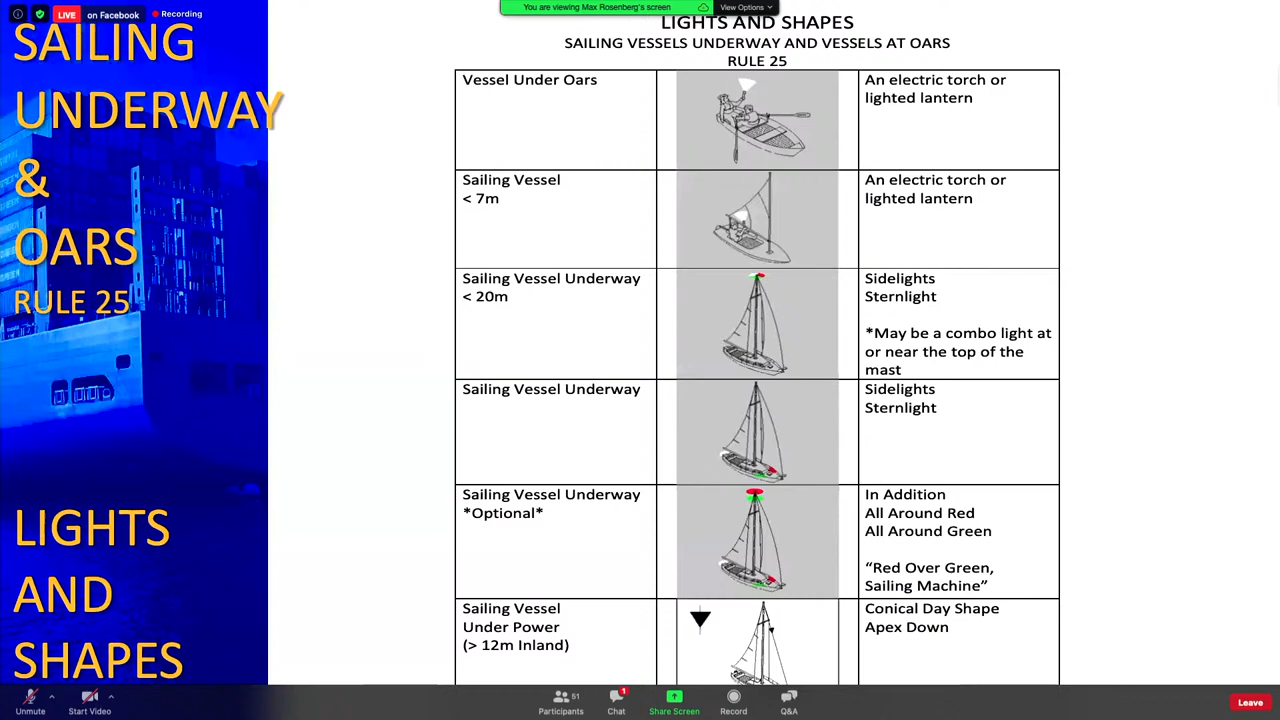 LIVE
on Facebook
Recording
You are viewing Max Rosenberg's screen
View Options
SAILING
UNDERWAY
&
OARS
RULE 25
LIGHTS
AND
SHAPES
LIGHTS AND SHAPES
SAILING VESSELS UNDERWAY AND VESSELS AT OARS
RULE 25
Vessel Under Oars
An electric torch or
lighted lantern
Sailing Vessel
< 7m
An electric torch or
lighted lantern
Sailing Vessel Underway
< 20m
Sidelights
Sternlight
*May be a combo light at
or near the top of the
mast
Sailing Vessel Underway
Sidelights
Sternlight
Sailing Vessel Underway
*Optional*
In Addition
All Around Red
All Around Green
“Red Over Green,
Sailing Machine”
Sailing Vessel
Under Power
(> 12m Inland)
Conical Day Shape
Apex Down
Unmute
Start Video
Participants
51
Chat
1
Share Screen
Record
Q&A
Leave